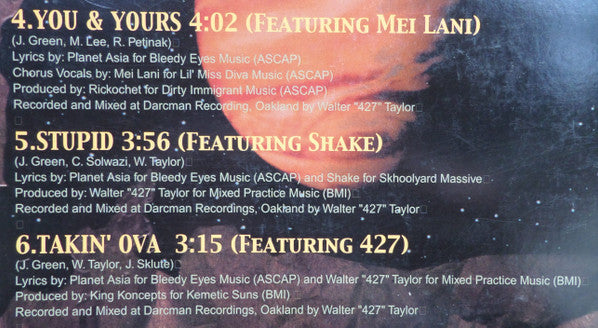 4.YOU & YOURS 4:02 (FEATURING MEI LANI)
(J. Green, M. Lee, R. Petjnak)
Lyrics by: Planet Asia for Bleedy Eyes Music (ASCAP)
Chorus Vocals by: Mei Lani for Lil' Miss Diva Music (ASCAP)
Produced by: Rickochet for Dirty Immigrant Music (ASCAP)
Recorded and Mixed at Darcman Recording, Oakland by Walter "427" Taylor
5.STUPID 3:56 (FEATURING SHAKE)
(J. Green, C. Solwazi, W. Taylor)
Lyrics by: Planet Asia for Bleedy Eyes Music (ASCAP) and Shake for Skhoolyard Massive
Produced by: Walter "427" Taylor for Mixed Practice Music (BMI)
Recorded and Mixed at Darcman Recordings, Oakland by Walter "427" Taylor
6.TAKIN' OVA 3:15 (FEATURING 427)
(J. Green, W. Taylor, J. Sklute)
Lyrics by: Planet Asia for Bleedy Eyes Music (ASCAP) and Walter "427" Taylor for Mixed Practice Music (BMI)
Produced by: King Koncepts for Kemetic Suns (BMI)
Recorded and Mixed at Darcman Recordings, Oakland by Walter "427" Taylor